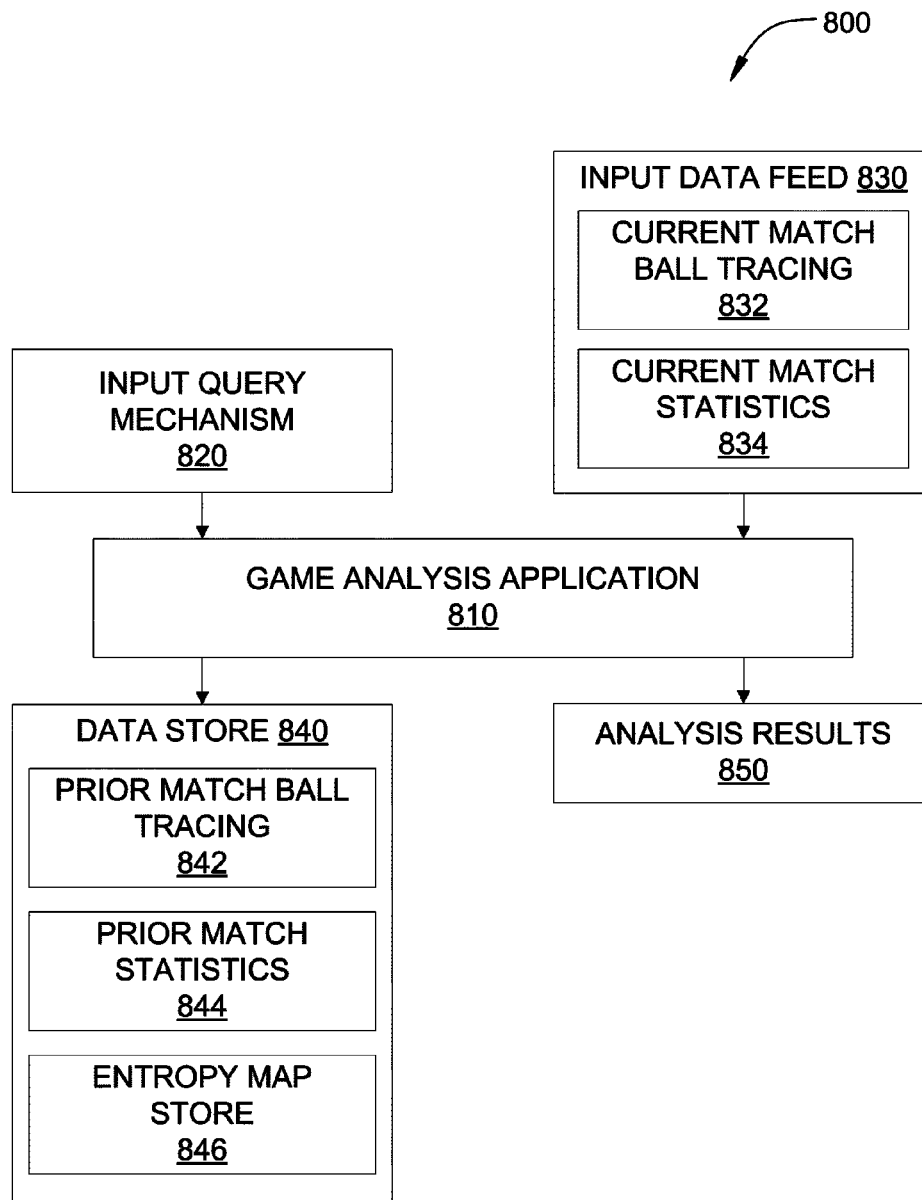 800
INPUT DATA FEED 830
CURRENT MATCH
BALL TRACING
832
CURRENT MATCH
STATISTICS
834
INPUT QUERY
MECHANISM
820
GAME ANALYSIS APPLICATION
810
DATA STORE 840
PRIOR MATCH BALL
TRACING
842
PRIOR MATCH
STATISTICS
844
ENTROPY MAP
STORE
846
ANALYSIS RESULTS
850